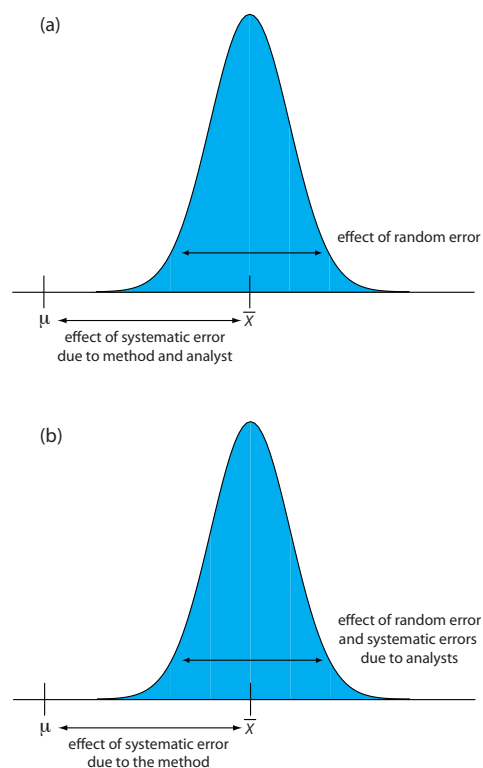 (a)
effect of random error
μ
X̅
effect of systematic error
due to method and analyst
(b)
effect of random error
and systematic errors
due to analysts
μ
X̅
effect of systematic error
due to the method